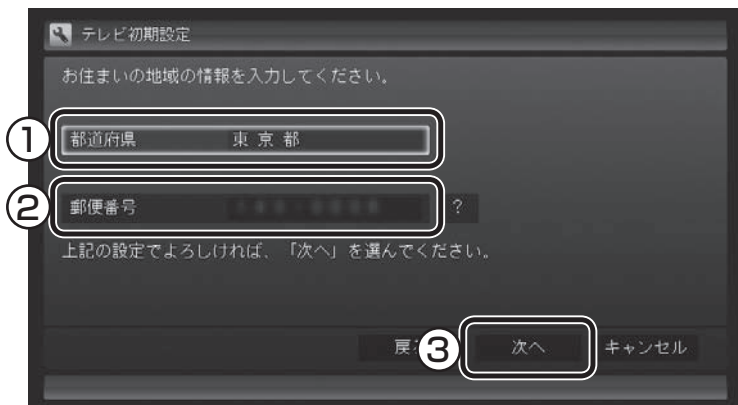 テレビ初期設定
お住まいの地域の情報を入力してください。
① 都道府県 東京都
② 郵便番号 ?
上記の設定でよろしければ、「次へ」を選んでください。
③ 次へ キャンセル